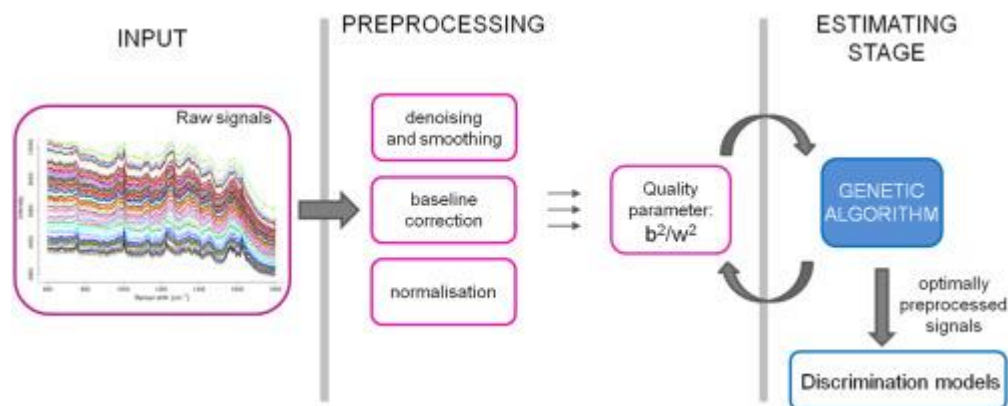 INPUT
PREPROCESSING
ESTIMATING
STAGE
Raw signals
denoising
and smoothing
baseline
correction
normalisation
Quality
parameter:
b²/w²
GENETIC
ALGORITHM
optimally
preprocessed
signals
Discrimination models